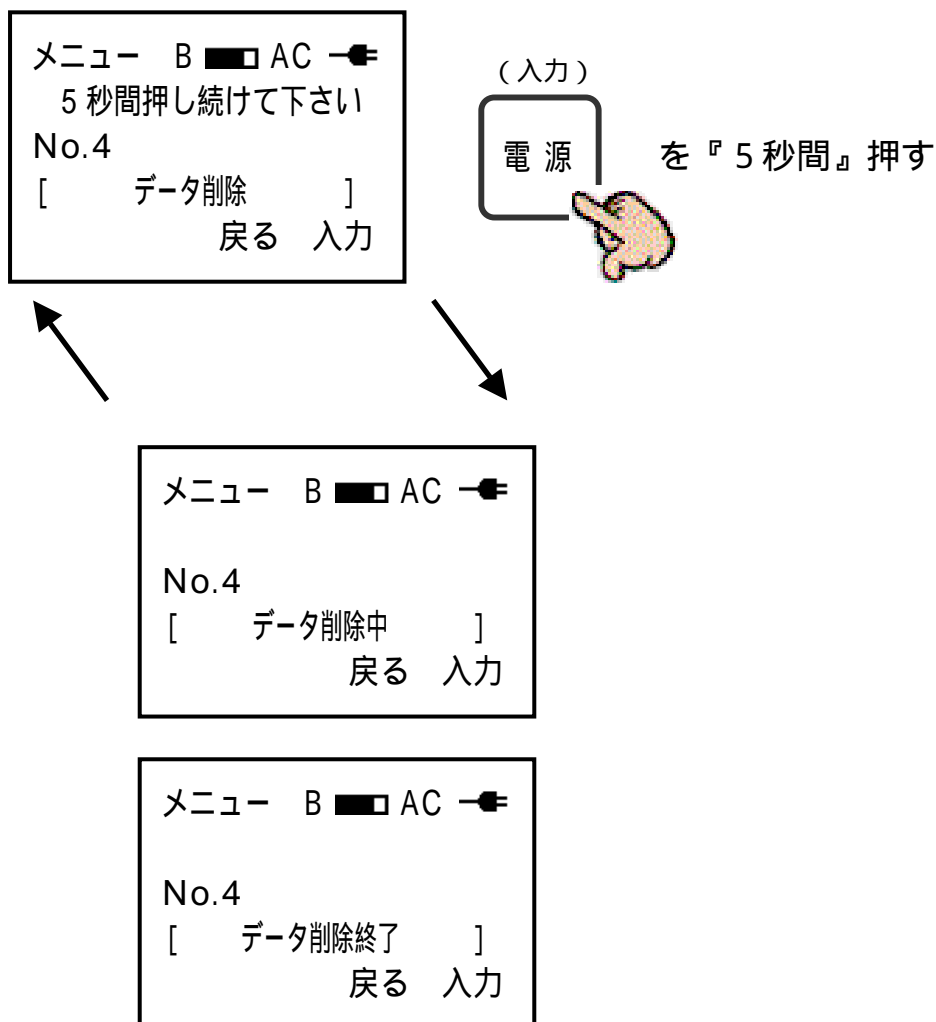 メニュー B AC
5秒間押し続けて下さい
No.4
[ データ削除 ]
戻る 入力
(入力)
電 源 を『5秒間』押す
メニュー B AC
No.4
[ データ削除中 ]
戻る 入力
メニュー B AC
No.4
[ データ削除終了 ]
戻る 入力